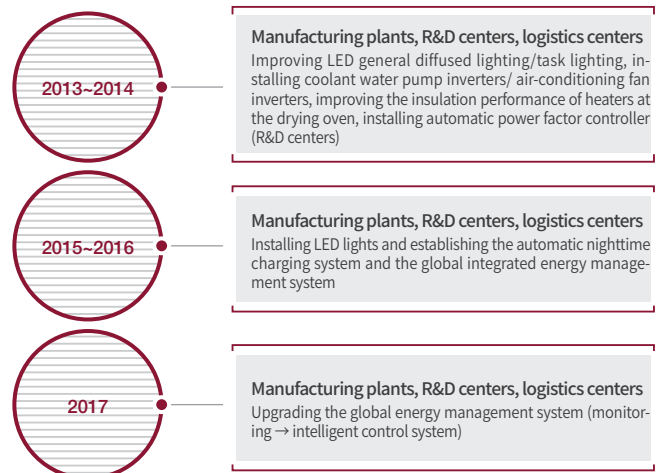 2013~2014
Manufacturing plants, R&D centers, logistics centers
Improving LED general diffused lighting/task lighting, in-
stalling coolant water pump inverters/ air-conditioning fan
inverters, improving the insulation performance of heaters at
the drying oven, installing automatic power factor controller
(R&D centers)
2015~2016
Manufacturing plants, R&D centers, logistics centers
Installing LED lights and establishing the automatic nighttime
charging system and the global integrated energy manage-
ment system
2017
Manufacturing plants, R&D centers, logistics centers
Upgrading the global energy management system (monitor-
ing → intelligent control system)